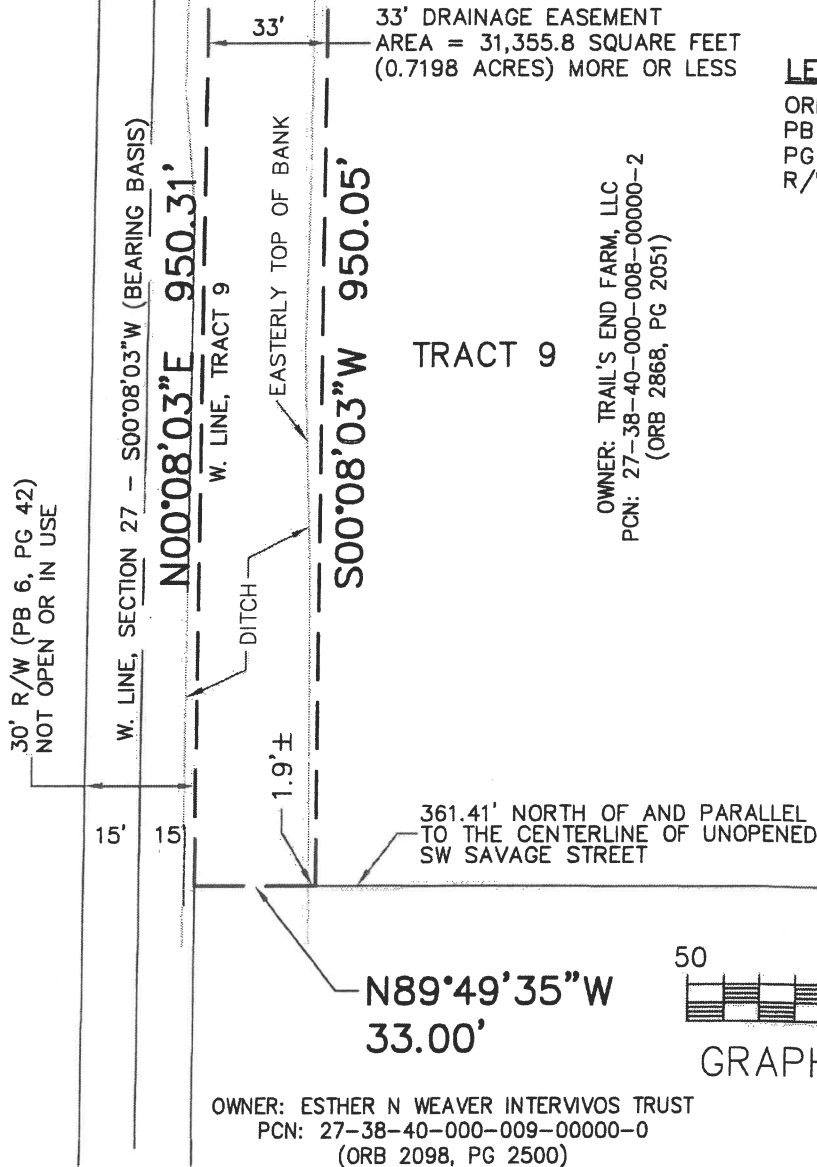 33'
33' DRAINAGE EASEMENT
AREA = 31,355.8 SQUARE FEET
(0.7198 ACRES) MORE OR LESS
LE
OR
PB
PG
R/
W. LINE, SECTION 27 – S00°08'03"W (BEARING BASIS)
N00°08'03"E 950.31'
W. LINE, TRACT 9
EASTERLY TOP OF BANK
S00°08'03"W 950.05'
TRACT 9
OWNER: TRAIL'S END FARM, LLC
PCN: 27-38-40-000-008-00000-2
(ORB 2868, PG 2051)
30' R/W (PB 6, PG 42)
NOT OPEN OR IN USE
DITCH
1.9'±
15'
15'
361.41' NORTH OF AND PARALLEL
TO THE CENTERLINE OF UNOPENED
SW SAVAGE STREET
N89°49'35"W
33.00'
50
GRAPH
OWNER: ESTHER N WEAVER INTERVIVOS TRUST
PCN: 27-38-40-000-009-00000-0
(ORB 2098, PG 2500)